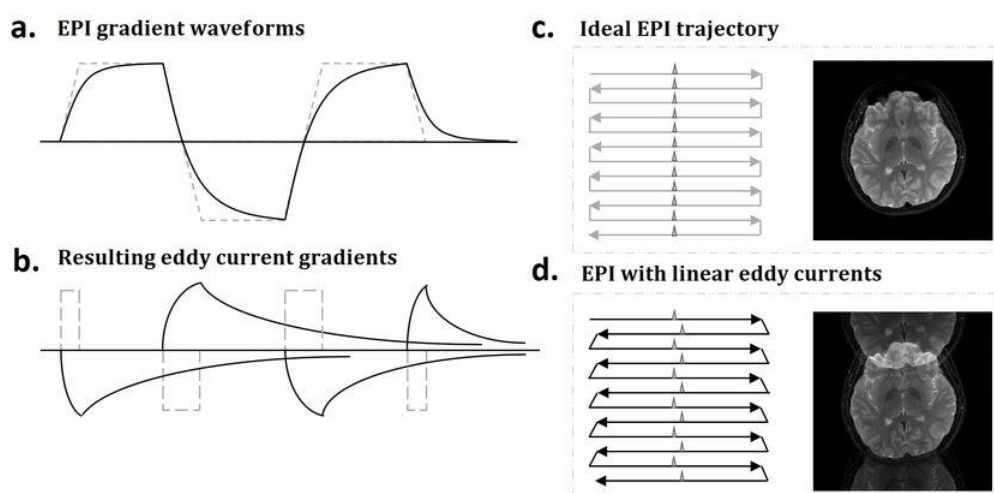 a. EPI gradient waveforms
b. Resulting eddy current gradients
c. Ideal EPI trajectory
d. EPI with linear eddy currents